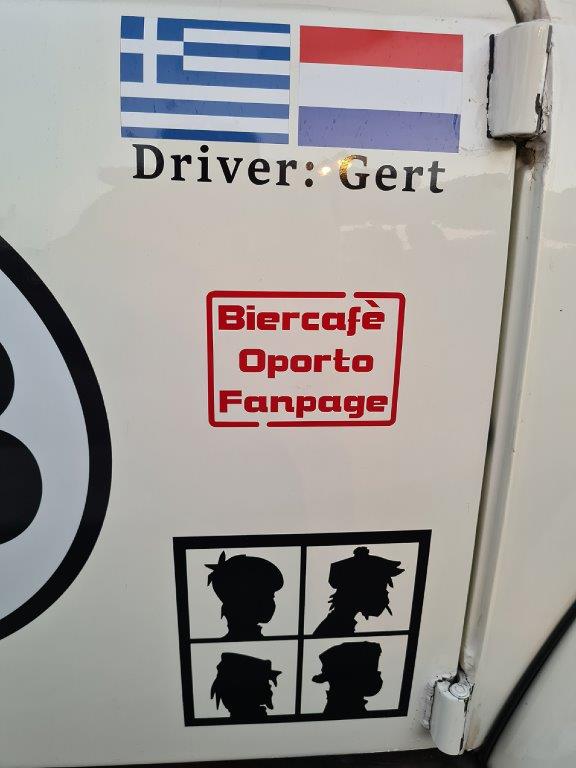 Driver: Gert
Biercafè
Oporto
Fanpage